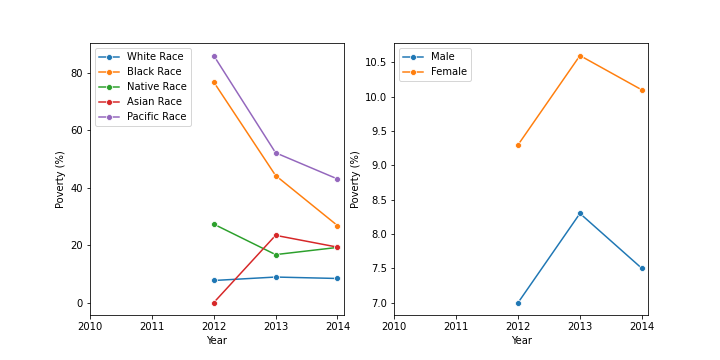 White Race
Black Race
Native Race
Asian Race
Pacific Race
80
60
40
20
0
Poverty (%)
2010 2011 2012 2013 2014
Year
Male
Female
10.5
10.0
9.5
9.0
8.5
8.0
7.5
7.0
Poverty (%)
2010 2011 2012 2013 2014
Year